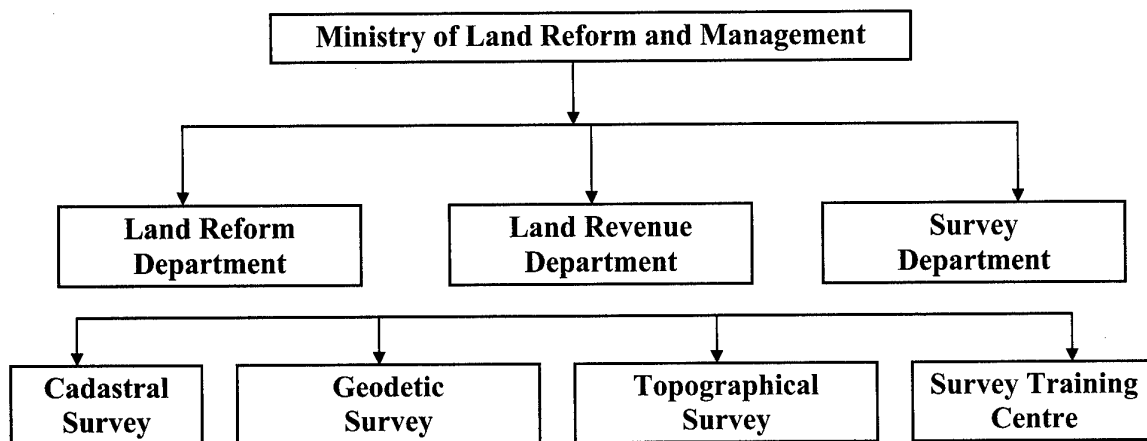 Ministry of Land Reform and Management
Land Reform
Department
Land Revenue
Department
Survey
Department
Cadastral
Survey
Geodetic
Survey
Topographical
Survey
Survey Training
Centre